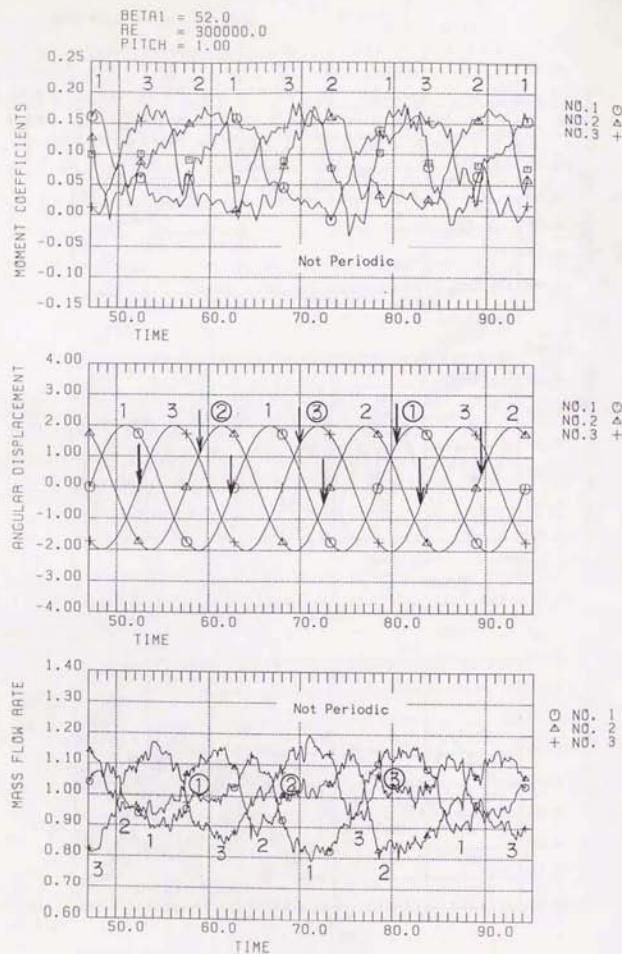 BETA1 = 52.0
RE = 300000.0
PITCH = 1.00
MOMENT COEFFICIENTS
0.25
0.20
0.15
0.10
0.05
0.00
-0.05
-0.10
-0.15
1 3 2 1 3 2 1 3 2 1
Not Periodic
NO.1
NO.2
NO.3 +
50.0 60.0 70.0 80.0 90.0
TIME
ANGULAR DISPLACEMENT
4.00
3.00
2.00
1.00
0.00
-1.00
-2.00
-3.00
-4.00
1 3 ② 1 ③ 2 ① 3 2
NO.1
NO.2
NO.3 +
50.0 60.0 70.0 80.0 90.0
TIME
MASS FLOW RATE
1.40
1.30
1.20
1.10
1.00
0.90
0.80
0.70
0.60
Not Periodic
① ② ③
3 2 1 3 2 1 3 2 1 3
NO. 1
NO. 2
+ NO. 3
50.0 60.0 70.0 80.0 90.0
TIME